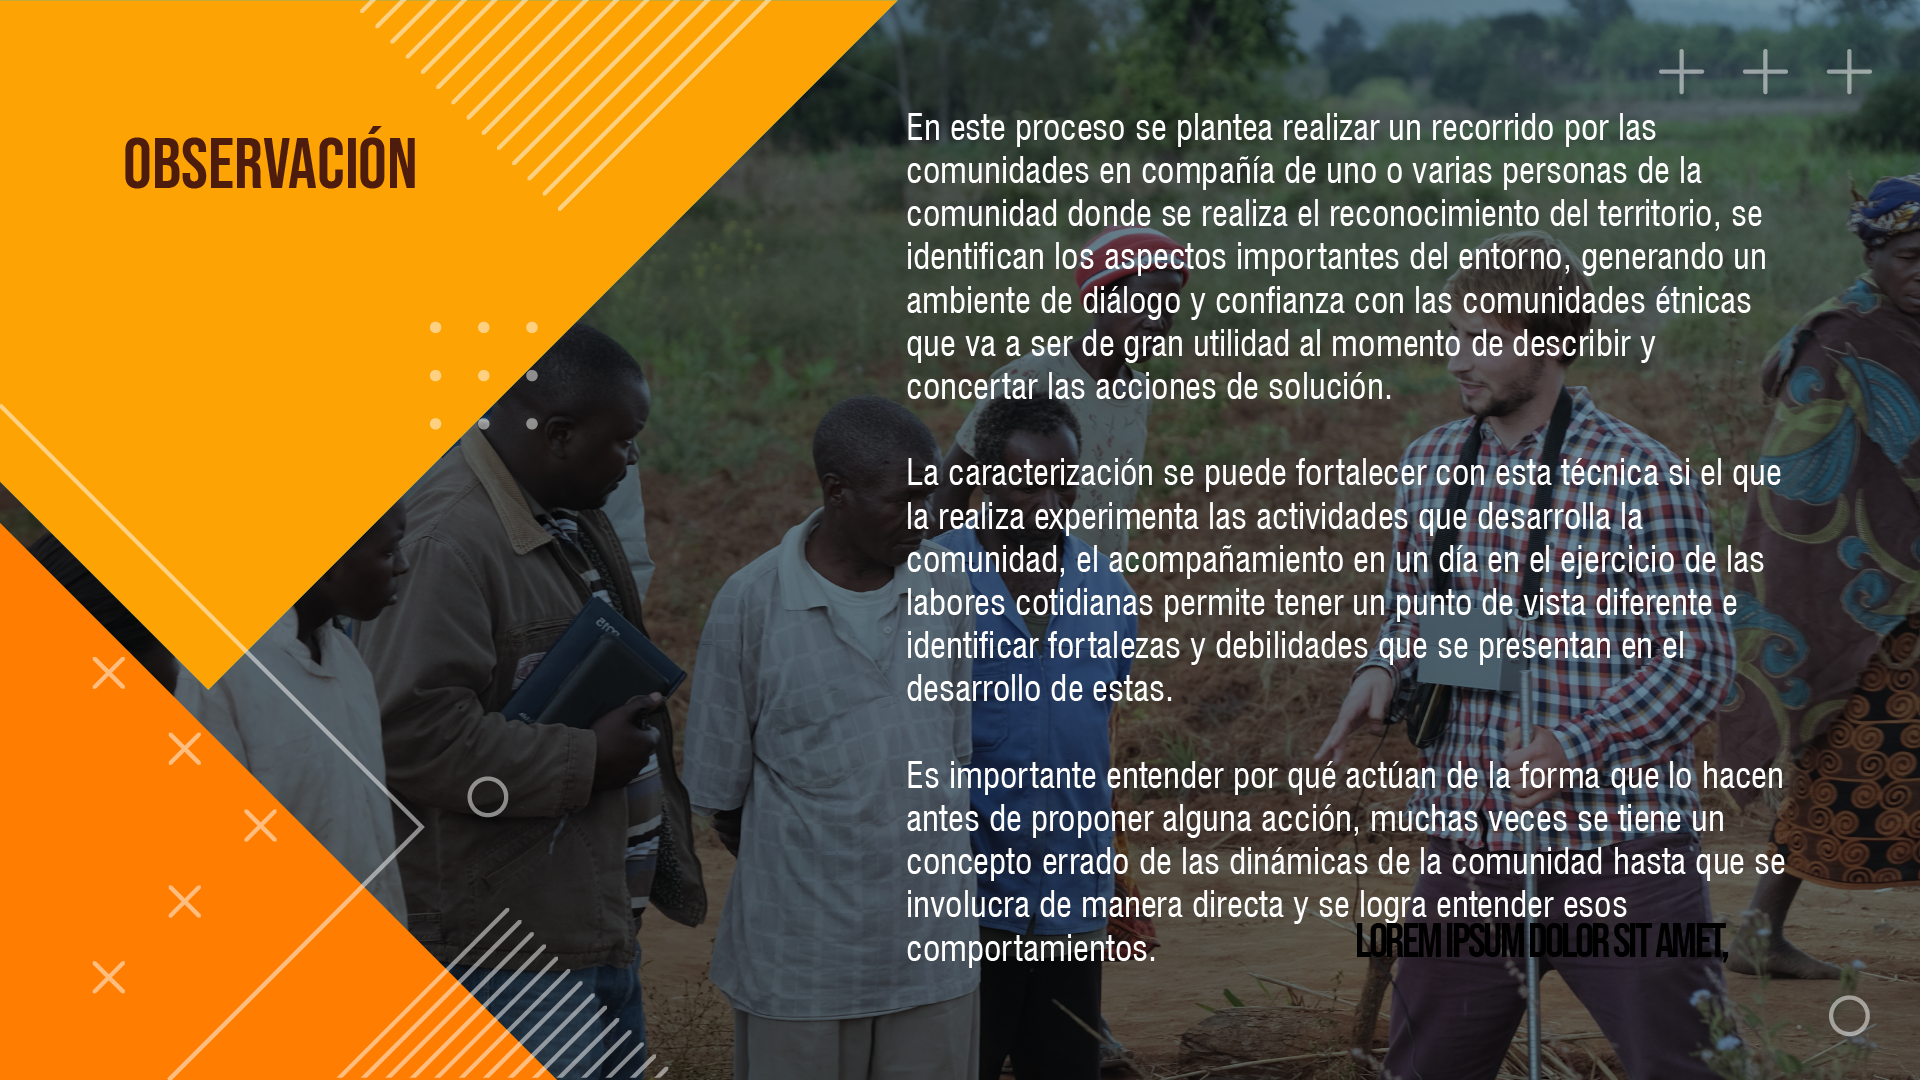 OBSERVACIÓN
En este proceso se plantea realizar un recorrido por las
comunidades en compañía de uno o varias personas de la
comunidad donde se realiza el reconocimiento del territorio, se
identifican los aspectos importantes del entorno, generando un
ambiente de diálogo y confianza con las comunidades étnicas
que va a ser de gran utilidad al momento de describir y
concertar las acciones de solución.
La caracterización se puede fortalecer con esta técnica si el que
la realiza experimenta las actividades que desarrolla la
comunidad, el acompañamiento en un día en el ejercicio de las
labores cotidianas permite tener un punto de vista diferente e
identificar fortalezas y debilidades que se presentan en el
desarrollo de estas.
Es importante entender por qué actúan de la forma que lo hacen
antes de proponer alguna acción, muchas veces se tiene un
concepto errado de las dinámicas de la comunidad hasta que se
involucra de manera directa y se logra entender esos
comportamientos.
LOREM IPSUM DOLOR SIT AMET,